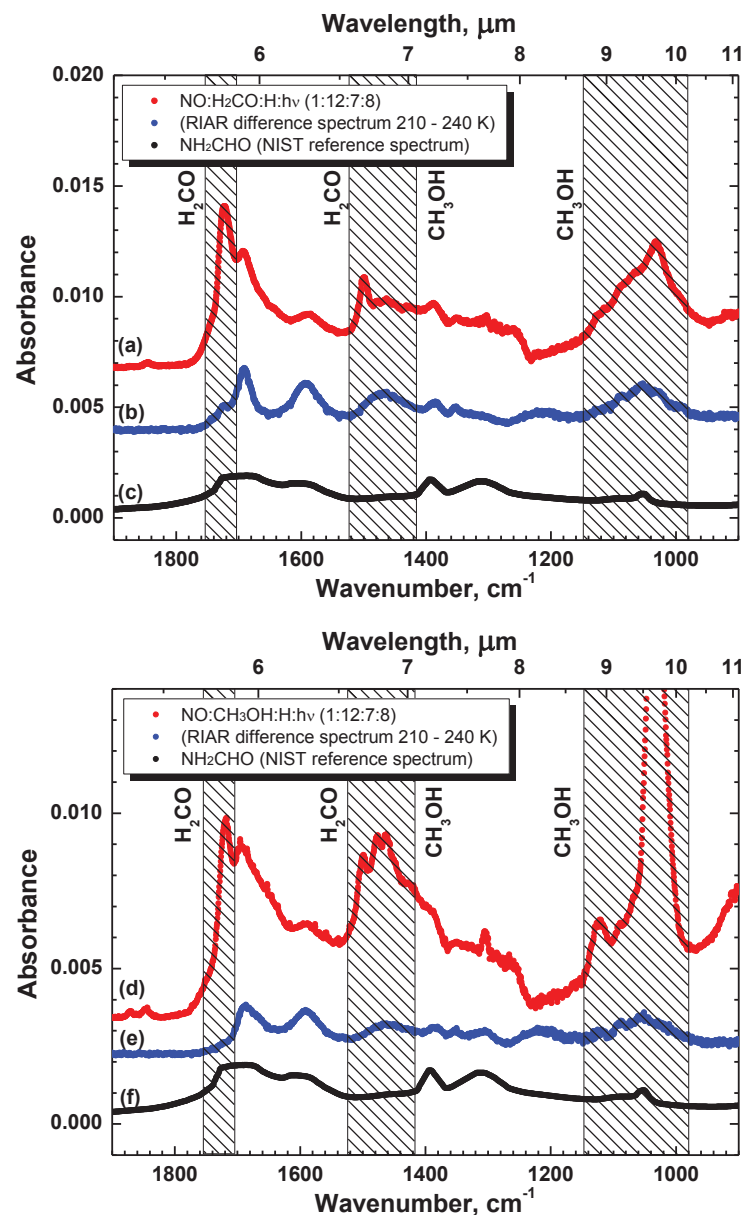 Wavelength, μm
6 7 8 9 10 11
0.020
NO:H₂CO:H:hν (1:12:7:8)
(RIAR difference spectrum 210 - 240 K)
NH₂CHO (NIST reference spectrum)
0.015
H₂CO
H₂CO
CH₃OH
CH₃OH
0.010
Absorbance
(a)
0.005
(b)
(c)
0.000
1800 1600 1400 1200 1000
Wavenumber, cm⁻¹
Wavelength, μm
6 7 8 9 10 11
NO:CH₃OH:H:hν (1:12:7:8)
(RIAR difference spectrum 210 - 240 K)
NH₂CHO (NIST reference spectrum)
0.010
H₂CO
H₂CO
CH₃OH
CH₃OH
Absorbance
0.005
(d)
(e)
(f)
0.000
1800 1600 1400 1200 1000
Wavenumber, cm⁻¹